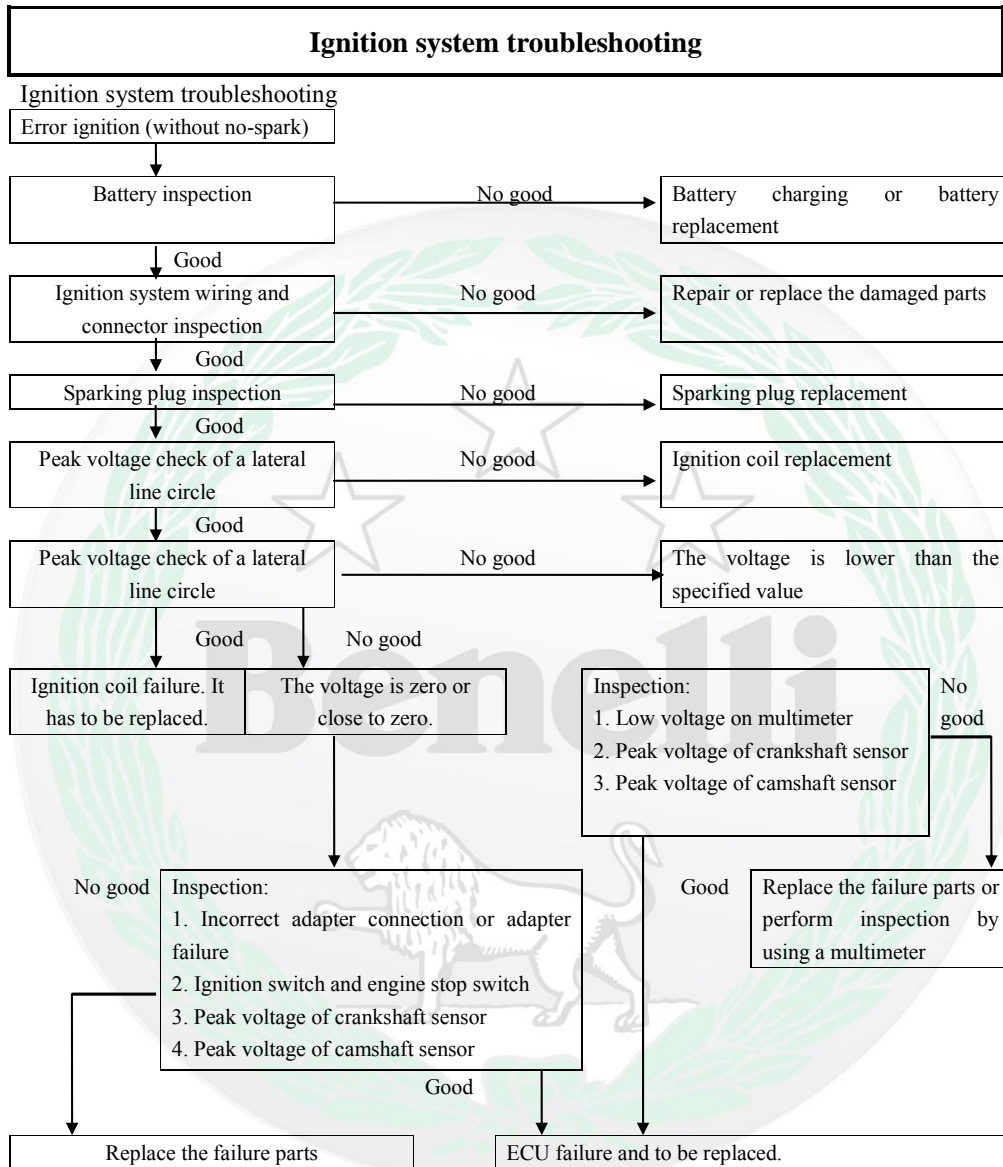 Ignition system troubleshooting
Ignition system troubleshooting
Error ignition (without no-spark)
Battery inspection
No good
Battery charging or battery
replacement
Good
Ignition system wiring and
connector inspection
No good
Repair or replace the damaged parts
Good
Sparking plug inspection
No good
Sparking plug replacement
Good
Peak voltage check of a lateral
line circle
No good
Ignition coil replacement
Good
Peak voltage check of a lateral
line circle
No good
The voltage is lower than the
specified value
Good
No good
Ignition coil failure. It
has to be replaced.
The voltage is zero or
close to zero.
Inspection:
1. Low voltage on multimeter
2. Peak voltage of crankshaft sensor
3. Peak voltage of camshaft sensor
No
good
Benelli
No good
Inspection:
1. Incorrect adapter connection or adapter
failure
2. Ignition switch and engine stop switch
3. Peak voltage of crankshaft sensor
4. Peak voltage of camshaft sensor
Good
Replace the failure parts or
perform inspection by
using a multimeter
Good
Replace the failure parts
ECU failure and to be replaced.